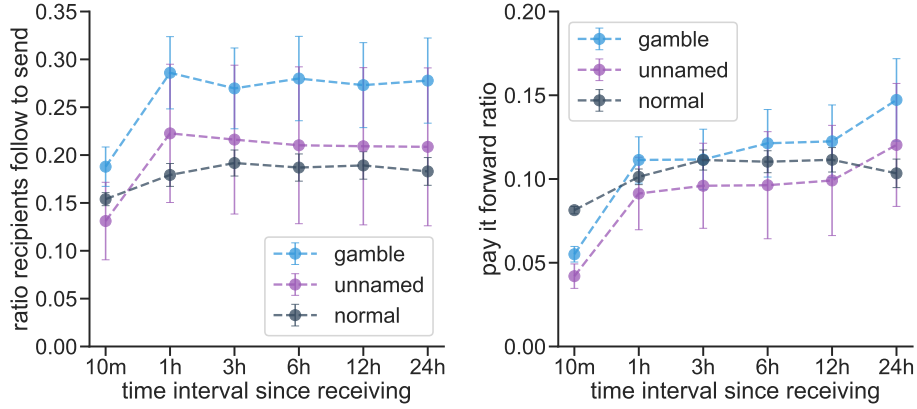 ratio recipients follow to send
0.35
0.30
0.25
0.20
0.15
0.10
0.05
0.00
gamble
unnamed
normal
10m 1h 3h 6h 12h 24h
time interval since receiving
pay it forward ratio
0.20
0.15
0.10
0.05
0.00
gamble
unnamed
normal
10m 1h 3h 6h 12h 24h
time interval since receiving